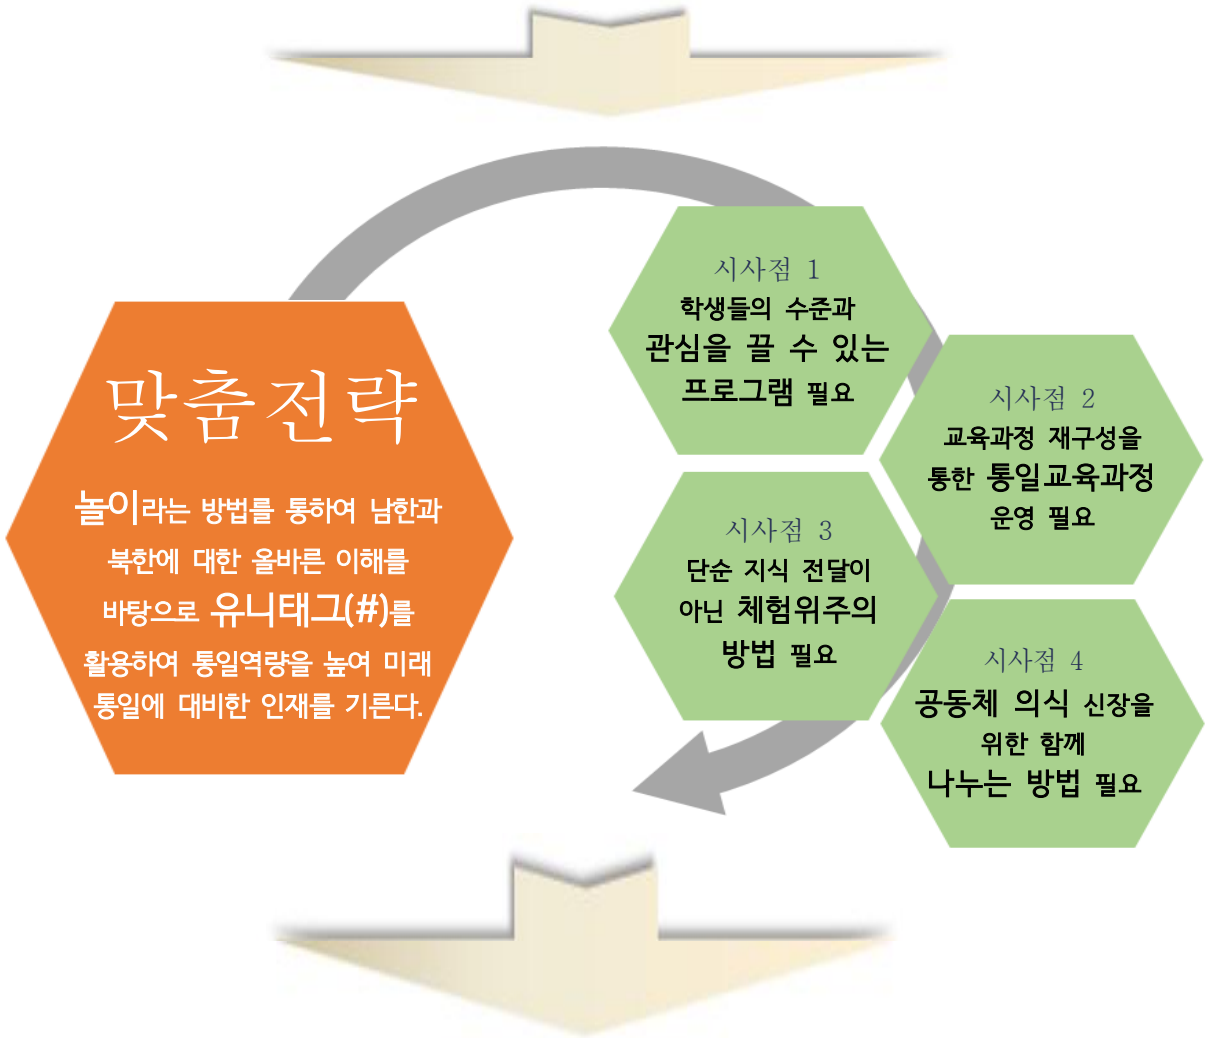 맞춤전략
놀이라는 방법를 통하여 남한과
북한에 대한 올바른 이해를
바탕으로 유니태그(#)를
활용하여 통일역량을 높여 미래
통일에 대비한 인재를 기른다.
시사점 1
학생들의 수준과
관심을 끌 수 있는
프로그램 필요
시사점 2
교육과정 재구성을
통한 통일교육과정
운영 필요
시사점 3
단순 지식 전달이
아닌 체험위주의
방법 필요
시사점 4
공동체 의식 신장을
위한 함께
나누는 방법 필요